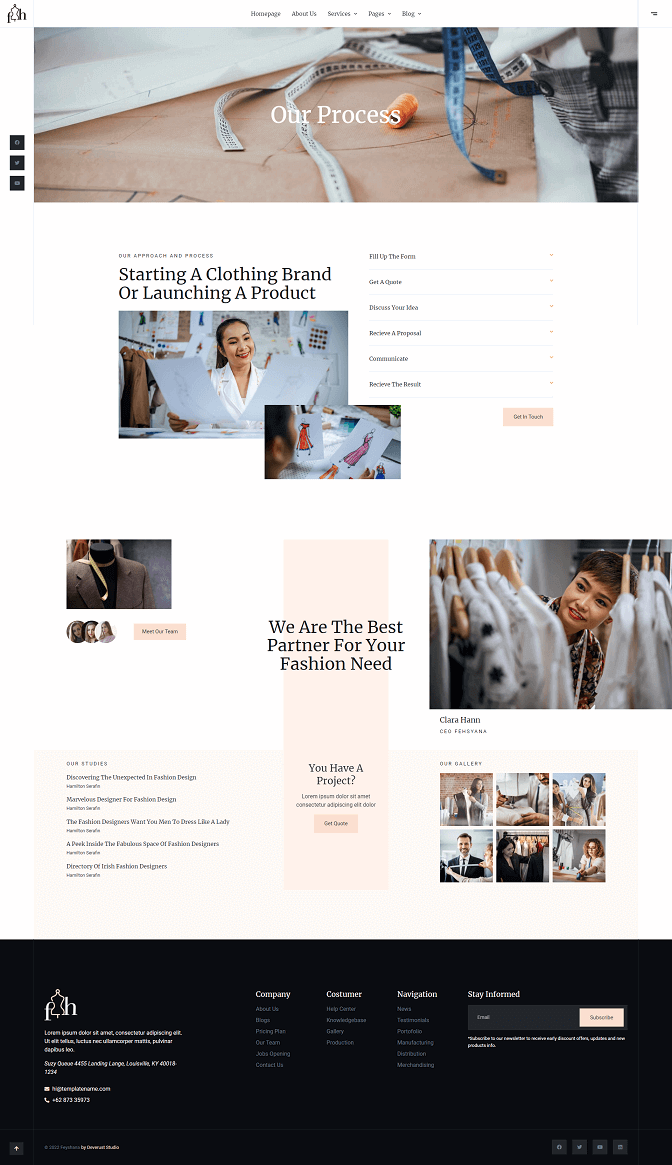 fsh
Homepage
About Us
Services
Pages
Blog
Our Process
OUR APPROACH AND PROCESS
Starting A Clothing Brand
Or Launching A Product
Fill Up The Form
Get A Quote
Discuss Your Idea
Recieve A Proposal
Communicate
Recieve The Result
Get In Touch
Meet Our Team
We Are The Best
Partner For Your
Fashion Need
Clara Hann
CEO FEHSYANA
OUR STUDIES
Discovering The Unexpected In Fashion Design
Hamilton Serafin
Marvelous Designer For Fashion Design
Hamilton Serafin
The Fashion Designers Want You Men To Dress Like A Lady
Hamilton Serafin
A Peek Inside The Fabulous Space Of Fashion Designers
Hamilton Serafin
Directory Of Irish Fashion Designers
Hamilton Serafin
You Have A
Project?
Lorem ipsum dolor sit amet
consectetur adipiscing elit dolor
Get Quote
OUR GALLERY
fsh
Lorem ipsum dolor sit amet, consectetur adipiscing elit.
Ut elit tellus, luctus nec ullamcorper mattis, pulvinar
dapibus leo.
Suzy Queue 4455 Landing Lange, Louisville, KY 40018-
1234
hi@templatename.com
+62 873 35973
Company
About Us
Blogs
Pricing Plan
Our Team
Jobs Opening
Contact Us
Costumer
Help Center
Knowledgebase
Gallery
Production
Navigation
News
Testimonials
Portofolio
Manufacturing
Distribution
Merchandising
Stay Informed
Email
Subscribe
*Subscribe to our newsletter to receive early discount offers, updates and new
products info.
© 2022 Feyshana by Deverust Studio